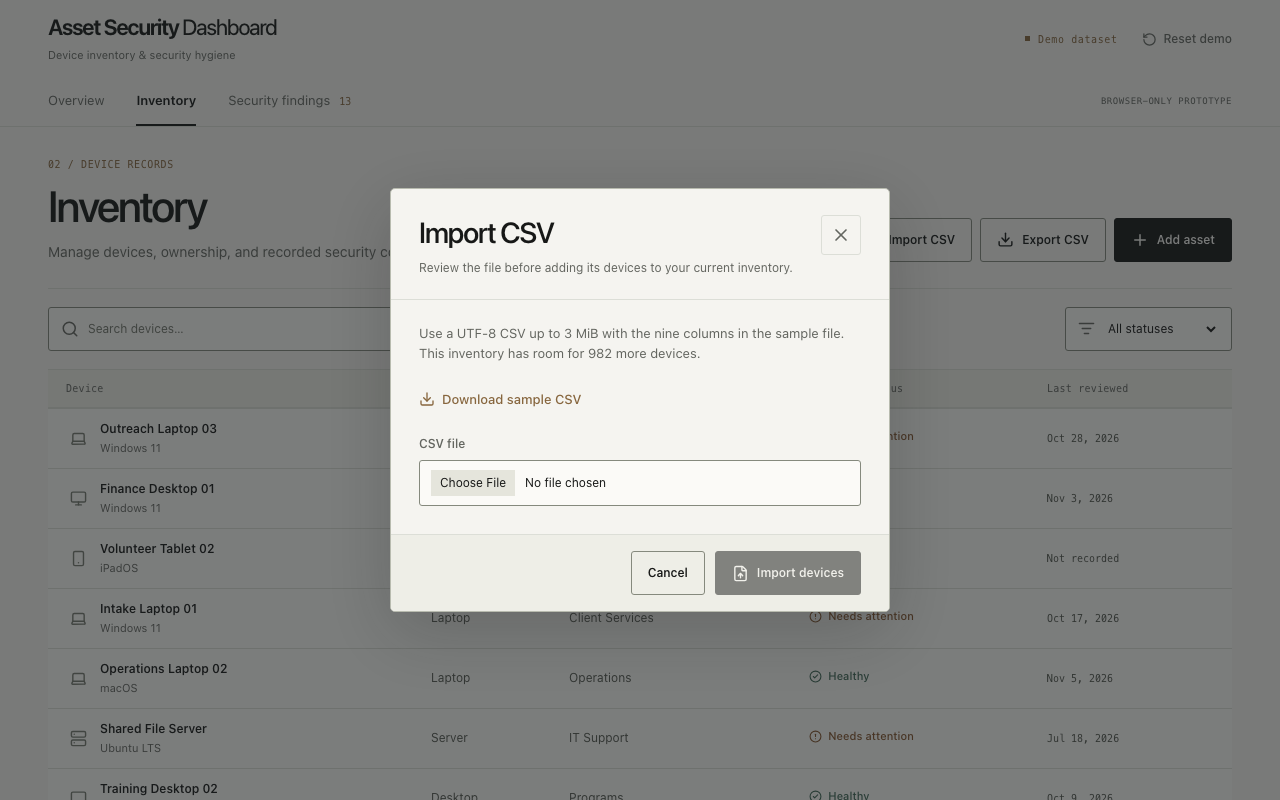 Asset Security Dashboard
Device inventory & security hygiene
Demo dataset
Reset demo
Overview
Inventory
Security findings 13
BROWSER-ONLY PROTOTYPE
02 / DEVICE RECORDS
Inventory
Manage devices, ownership, and recorded security
Import CSV
Export CSV
Add asset
Search devices...
All statuses
Import CSV
Review the file before adding its devices to your current inventory.
Use a UTF-8 CSV up to 3 MiB with the nine columns in the sample file.
This inventory has room for 982 more devices.
Download sample CSV
CSV file
Choose File No file chosen
Cancel
Import devices
Device
Last reviewed
Outreach Laptop 03
Windows 11
Oct 28, 2026
Finance Desktop 01
Windows 11
Nov 3, 2026
Volunteer Tablet 02
iPadOS
Not recorded
Intake Laptop 01
Windows 11
Laptop
Client Services
Needs attention
Oct 17, 2026
Operations Laptop 02
macOS
Laptop
Operations
Healthy
Nov 5, 2026
Shared File Server
Ubuntu LTS
Server
IT Support
Needs attention
Jul 18, 2026
Training Desktop 02
Desktop
Programs
Healthy
Oct 9, 2026